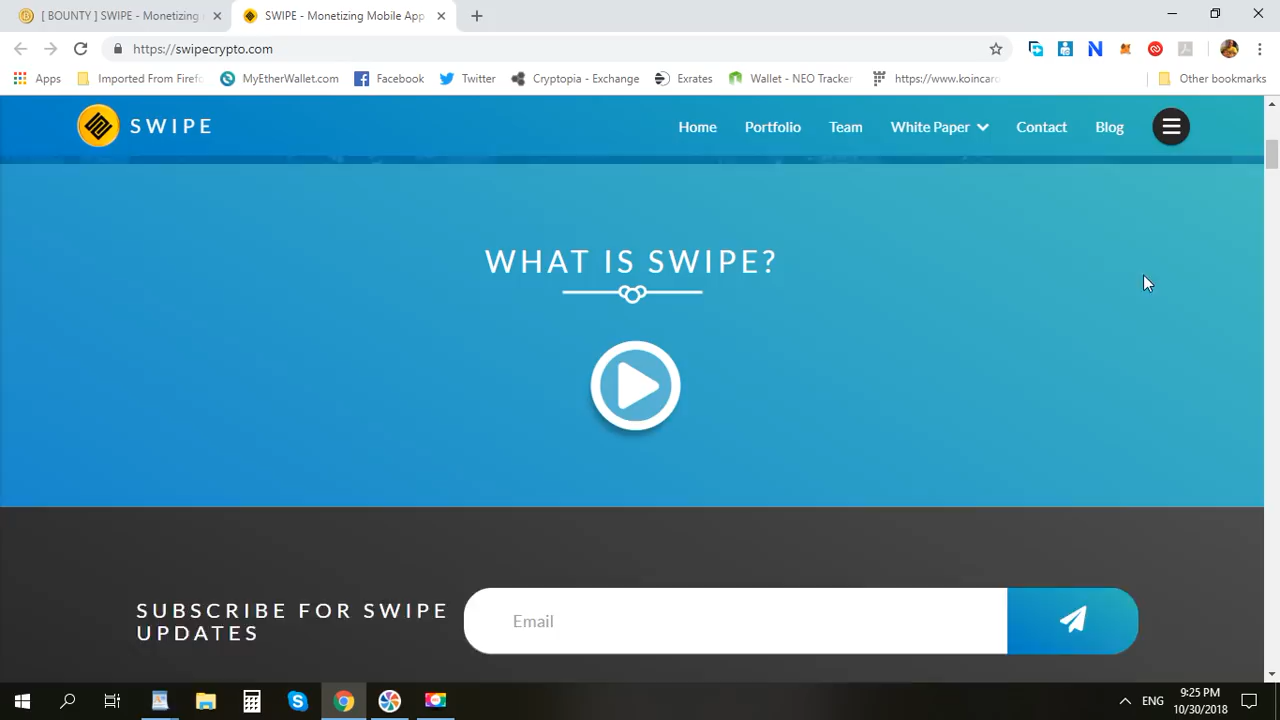 [ BOUNTY ] SWIPE - Monetizing
SWIPE - Monetizing Mobile App
https://swipecrypto.com
Apps
Imported From Firefo
MyEtherWallet.com
Facebook
Twitter
Cryptopia - Exchange
Exrates
Wallet - NEO Tracker
https://www.koincard
Other bookmarks
SWIPE
Home
Portfolio
Team
White Paper
Contact
Blog
WHAT IS SWIPE?
SUBSCRIBE FOR SWIPE
UPDATES
Email
ENG
9:25 PM
10/30/2018